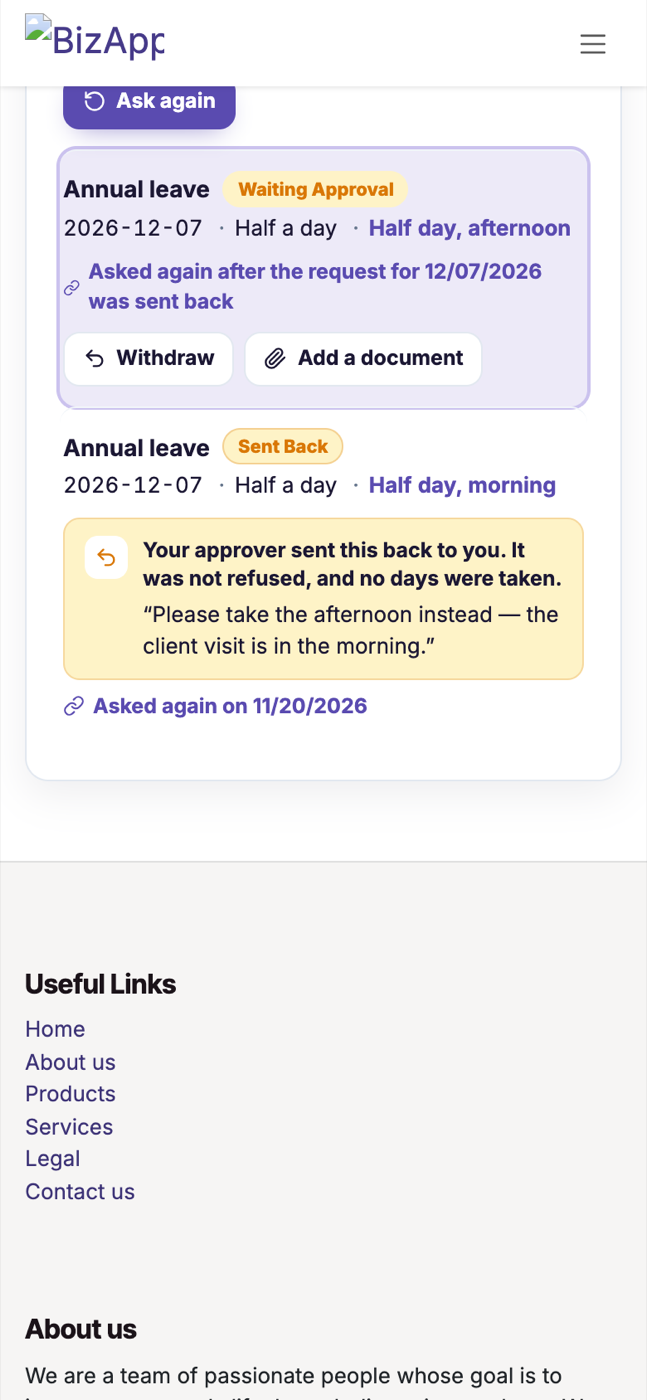 BizApp
Ask again
Annual leave Waiting Approval
2026-12-07 · Half a day · Half day, afternoon
Asked again after the request for 12/07/2026
was sent back
Withdraw Add a document
Annual leave Sent Back
2026-12-07 · Half a day · Half day, morning
Your approver sent this back to you. It
was not refused, and no days were taken.
“Please take the afternoon instead — the
client visit is in the morning.”
Asked again on 11/20/2026
Useful Links
Home
About us
Products
Services
Legal
Contact us
About us
We are a team of passionate people whose goal is to